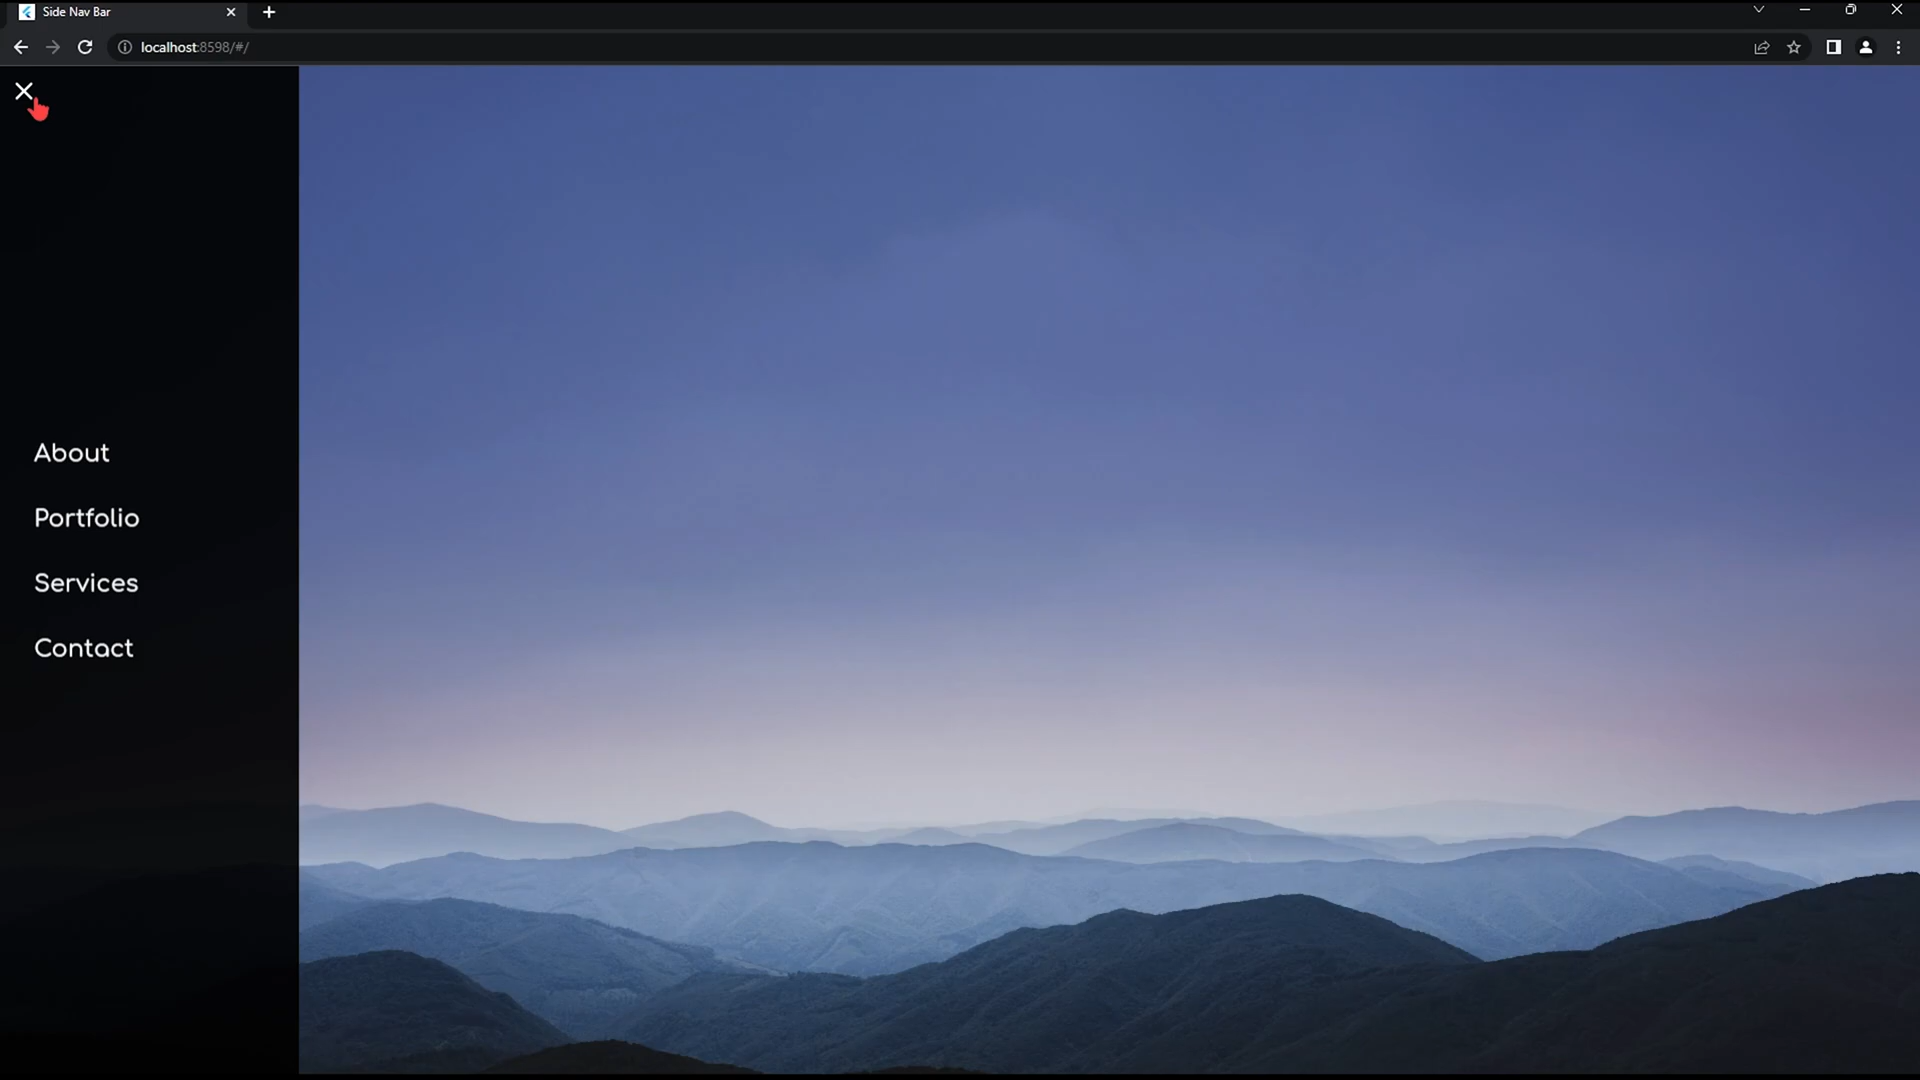 Side Nav Bar
localhost:8598/#/
About
Portfolio
Services
Contact